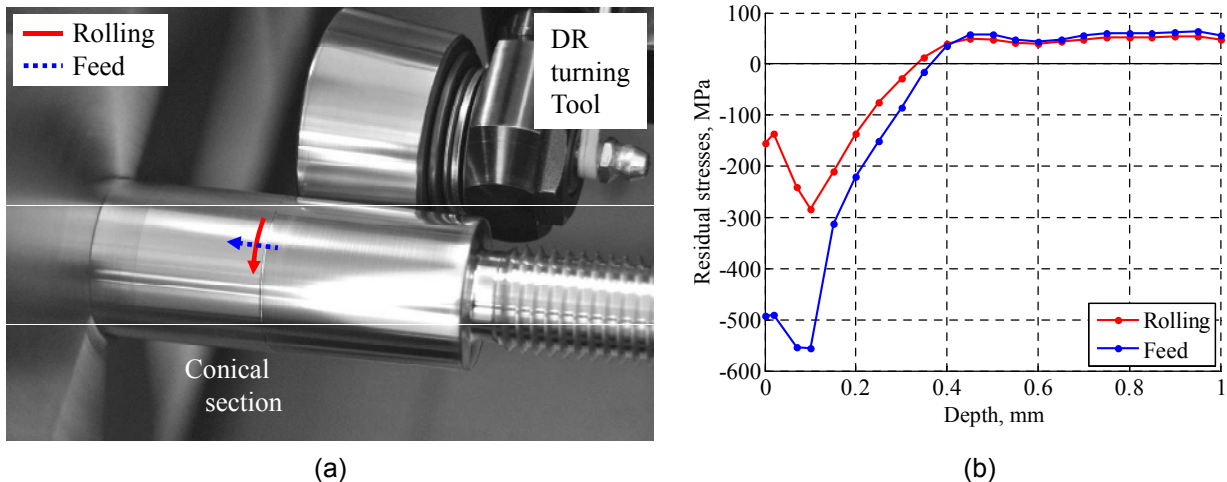 Rolling
Feed
DR
turning
Tool
Conical
section
(a)
100
0
-100
-200
-300
-400
-500
-600
Residual stresses, MPa
0
0.2
0.4
0.6
0.8
1
Depth, mm
Rolling
Feed
(b)